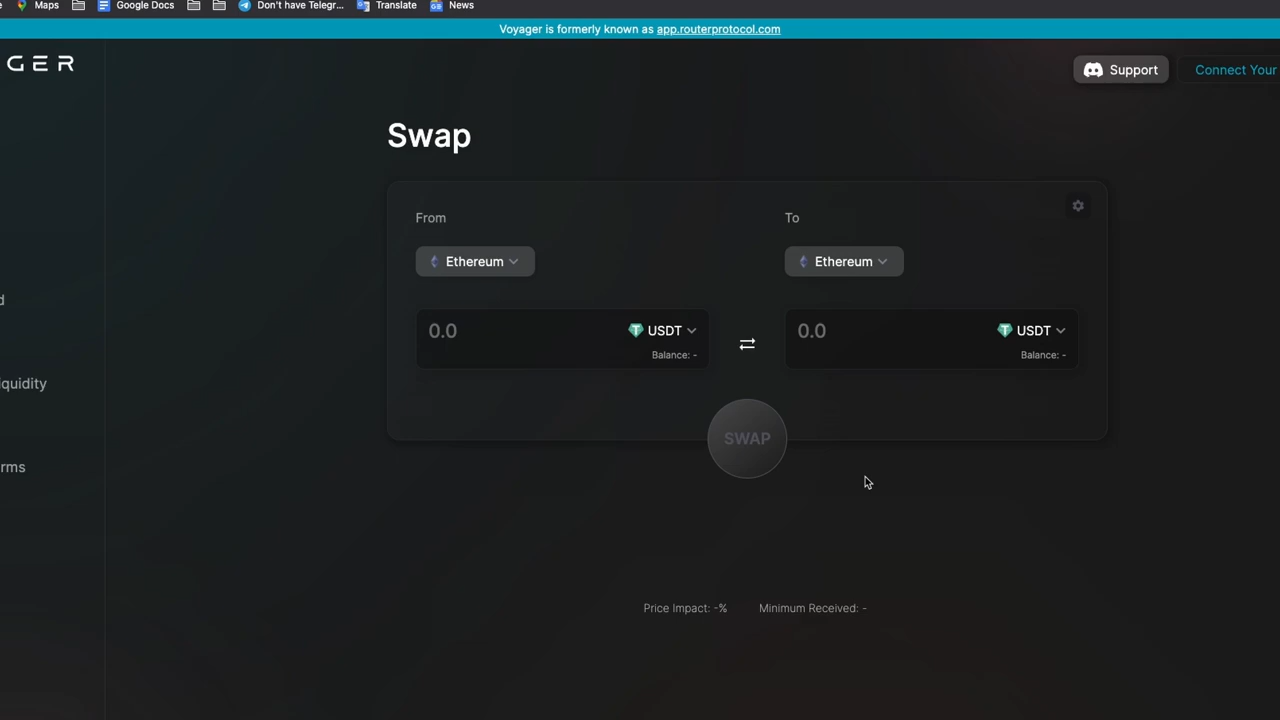 Maps Google Docs Don't have Telegr... Translate News
Voyager is formerly known as app.routerprotocol.com
GER
Support Connect Your
Swap
From To
Ethereum Ethereum
0.0 USDT 0.0 USDT
Balance: - Balance: -
SWAP
iquidity
rms
Price Impact: -% Minimum Received: -